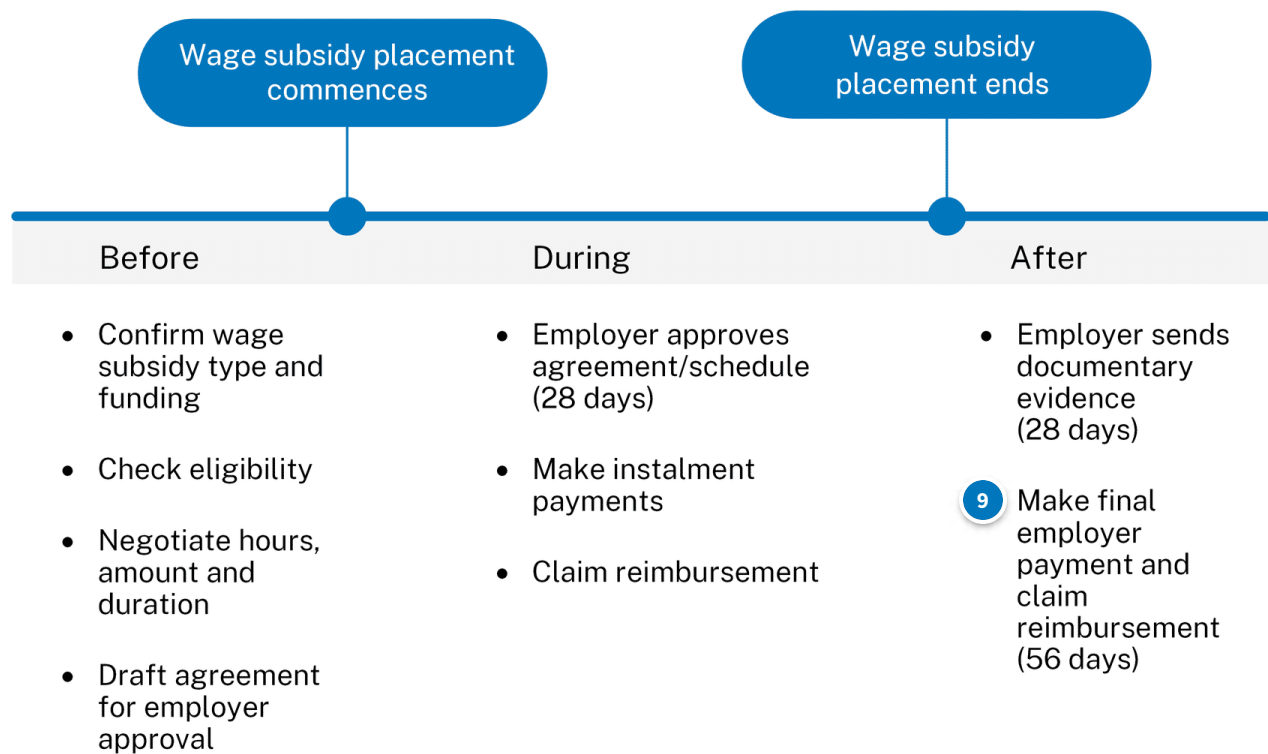 Wage subsidy placement
commences
Wage subsidy
placement ends
Before
During
After
• Confirm wage
subsidy type and
funding
• Check eligibility
• Negotiate hours,
amount and
duration
• Draft agreement
for employer
approval
• Employer approves
agreement/schedule
(28 days)
• Make instalment
payments
• Claim reimbursement
• Employer sends
documentary
evidence
(28 days)
9 Make final
employer
payment and
claim
reimbursement
(56 days)